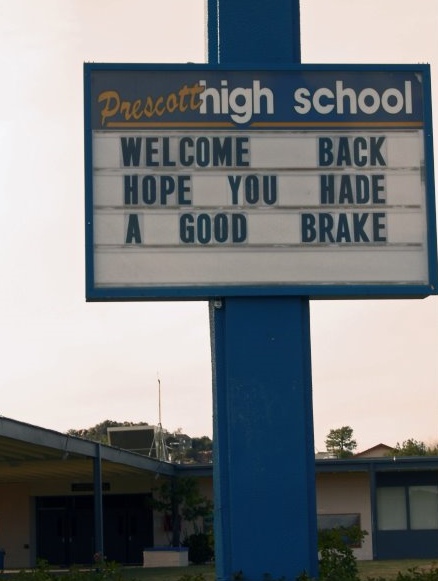 Prescott high school
WELCOME BACK
HOPE YOU HADE
A GOOD BRAKE